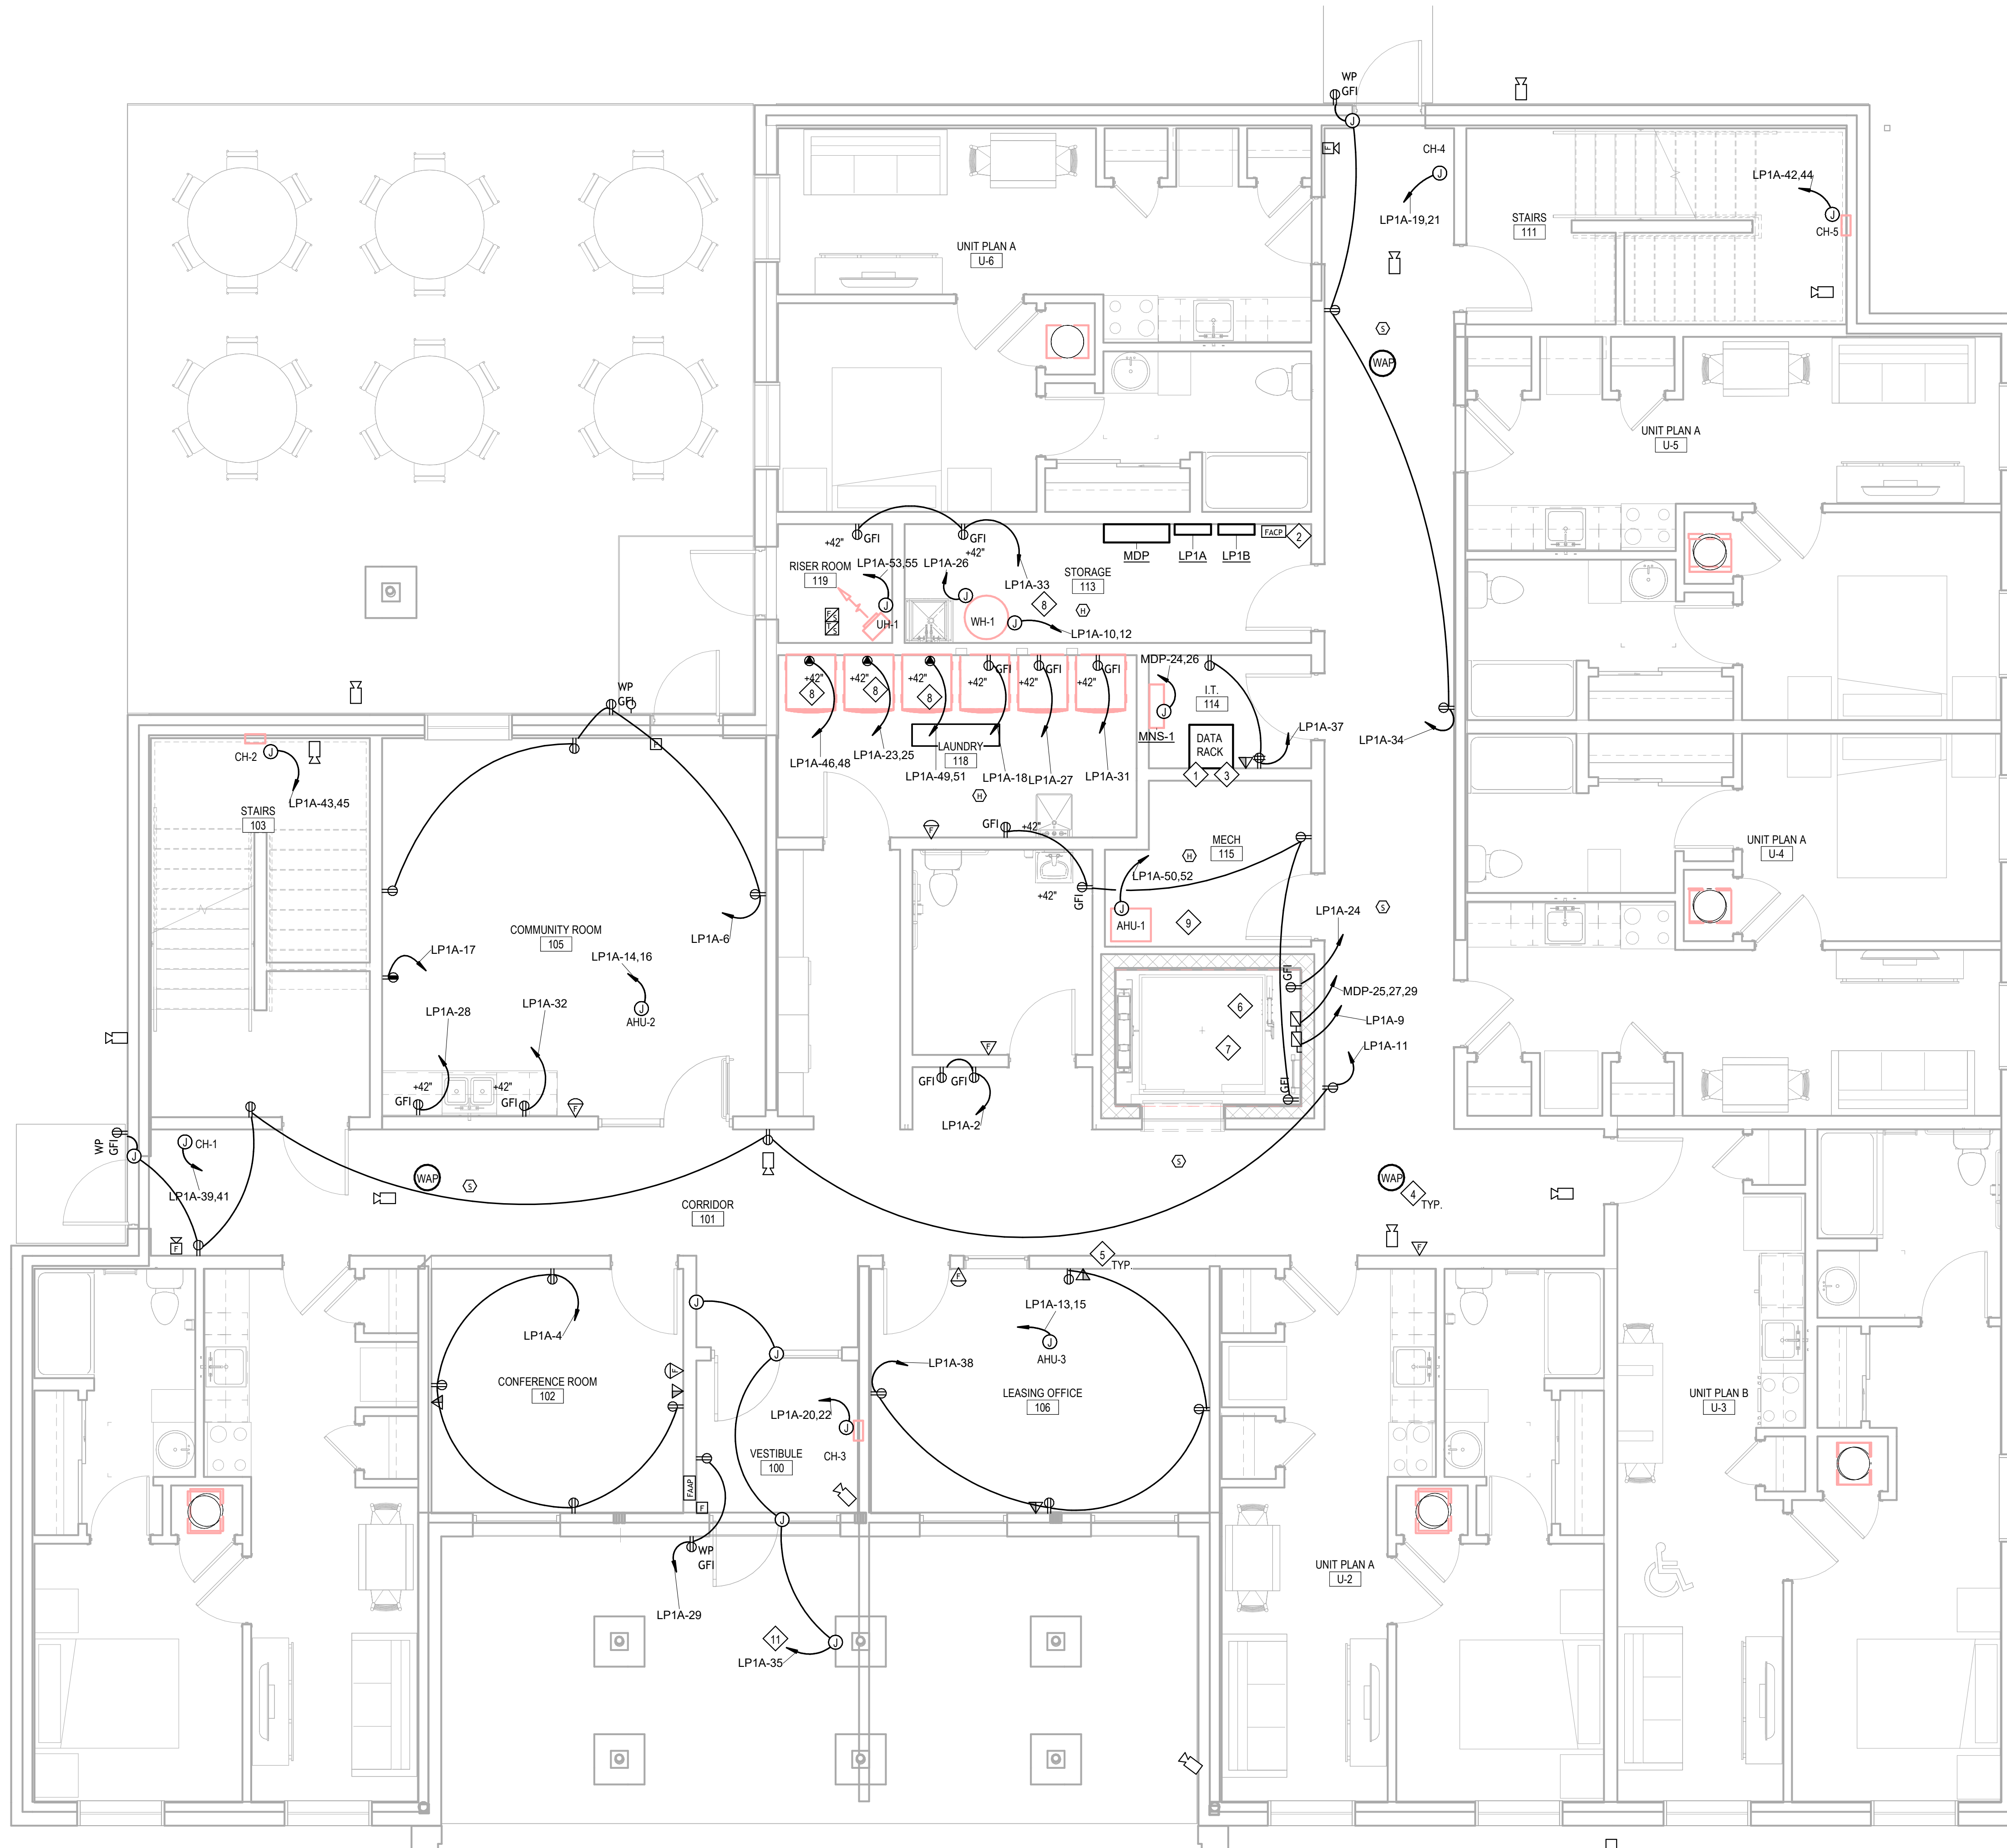 WP
GFI
J
F
CH-4
J
LP1A-19,21
LP1A-42,44
J
CH-5
STAIRS
111
UNIT PLAN A
U-6
S
WAP
UNIT PLAN A
U-5
+42"
GFI
GFI
+42"
MDP
LP1A
LP1B
FACP
2
RISER ROOM
119
LP1A-53,55
LP1A-26
LP1A-33
STORAGE
113
F
S
T
S
J
UH-1
J
WH-1
J
8
H
LP1A-10,12
WP
GFI
F
+42"
8
+42"
8
+42"
8
GFI
+42"
GFI
+42"
GFI
+42"
MDP-24,26
J
MNS-1
I.T.
114
DATA
RACK
1
3
LP1A-37
LP1A-34
LP1A-46,48
LP1A-23,25
LP1A-49,51
LAUNDRY
118
LP1A-18
LP1A-27
LP1A-31
H
CH-2
J
LP1A-43,45
STAIRS
103
F
GFI
+42"
+42"
GFI
MECH
115
H
LP1A-50,52
J
AHU-1
9
UNIT PLAN A
U-4
S
LP1A-6
LP1A-17
COMMUNITY ROOM
105
LP1A-14,16
J
AHU-2
LP1A-28
LP1A-32
+42"
GFI
+42"
GFI
F
LP1A-24
GFI
MDP-25,27,29
LP1A-9
LP1A-11
6
7
GFI
F
GFI
GFI
LP1A-2
WP
GFI
J
J
CH-1
LP1A-39,41
F
WAP
S
CORRIDOR
101
S
WAP
4
TYP.
F
5
TYP.
LP1A-4
CONFERENCE ROOM
102
F
J
J
F
LP1A-13,15
J
AHU-3
LP1A-38
LEASING OFFICE
106
LP1A-20,22
J
CH-3
VESTIBULE
100
FAAP
F
J
WP
GFI
LP1A-29
11
J
LP1A-35
UNIT PLAN A
U-2
UNIT PLAN B
U-3